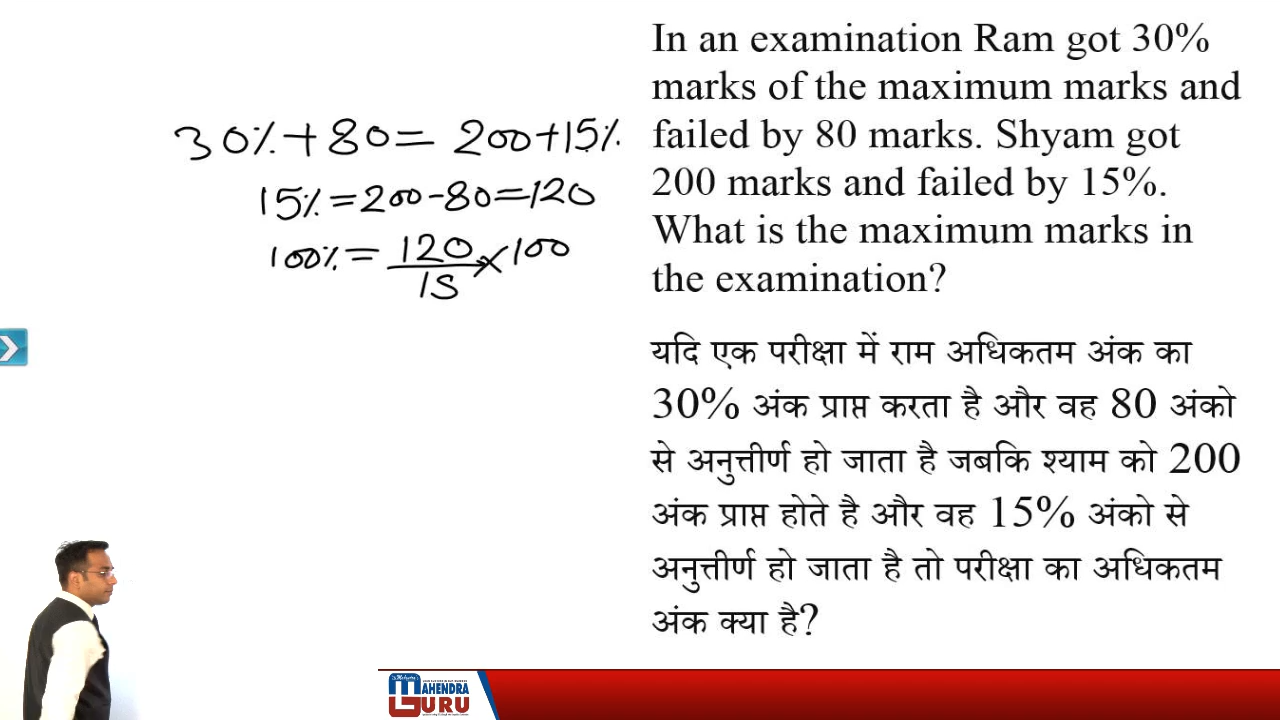 30%+80= 200+15%
15%=200-80=120
100%= 120/15 × 100
In an examination Ram got 30%
marks of the maximum marks and
failed by 80 marks. Shyam got
200 marks and failed by 15%.
What is the maximum marks in
the examination?
यदि एक परीक्षा में राम अधिकतम अंक का
30% अंक प्राप्त करता है और वह 80 अंको
से अनुत्तीर्ण हो जाता है जबकि श्याम को 200
अंक प्राप्त होते है और वह 15% अंको से
अनुत्तीर्ण हो जाता है तो परीक्षा का अधिकतम
अंक क्या है?
MAHENDRA
GURU